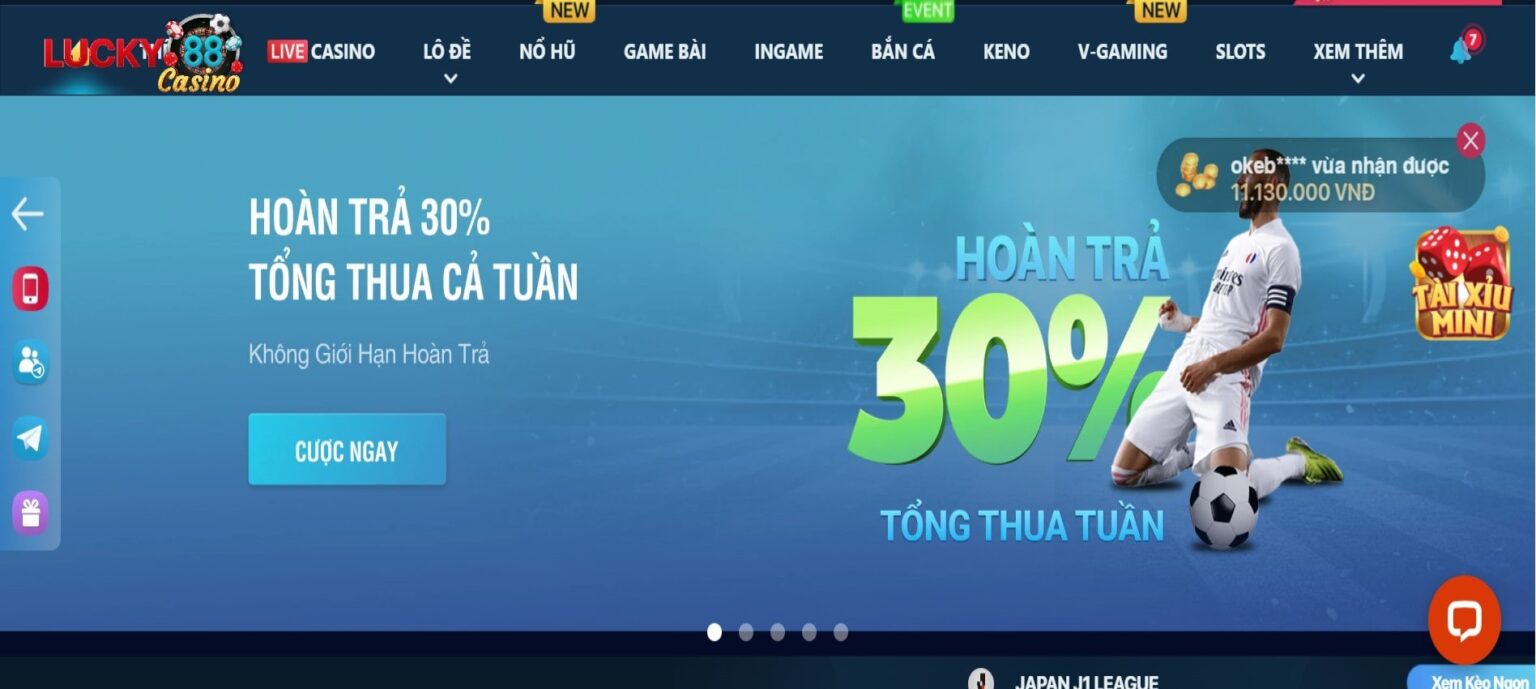 NEW
EVENT
NEW
LUCKY 88
Casino
LIVE CASINO
LÔ ĐỀ
NỔ HŨ
GAME BÀI
INGAME
BẮN CÁ
KENO
V-GAMING
SLOTS
XEM THÊM
7
okeb**** vừa nhận được
11.130.000 VNĐ
HOÀN TRẢ 30%
TỔNG THUA CẢ TUẦN
Không Giới Hạn Hoàn Trả
CƯỢC NGAY
HOÀN TRẢ
30%
TỔNG THUA TUẦN
TÀI XỈU
MINI
JAPAN J1 LEAGUE
Xem Kèo Ngon